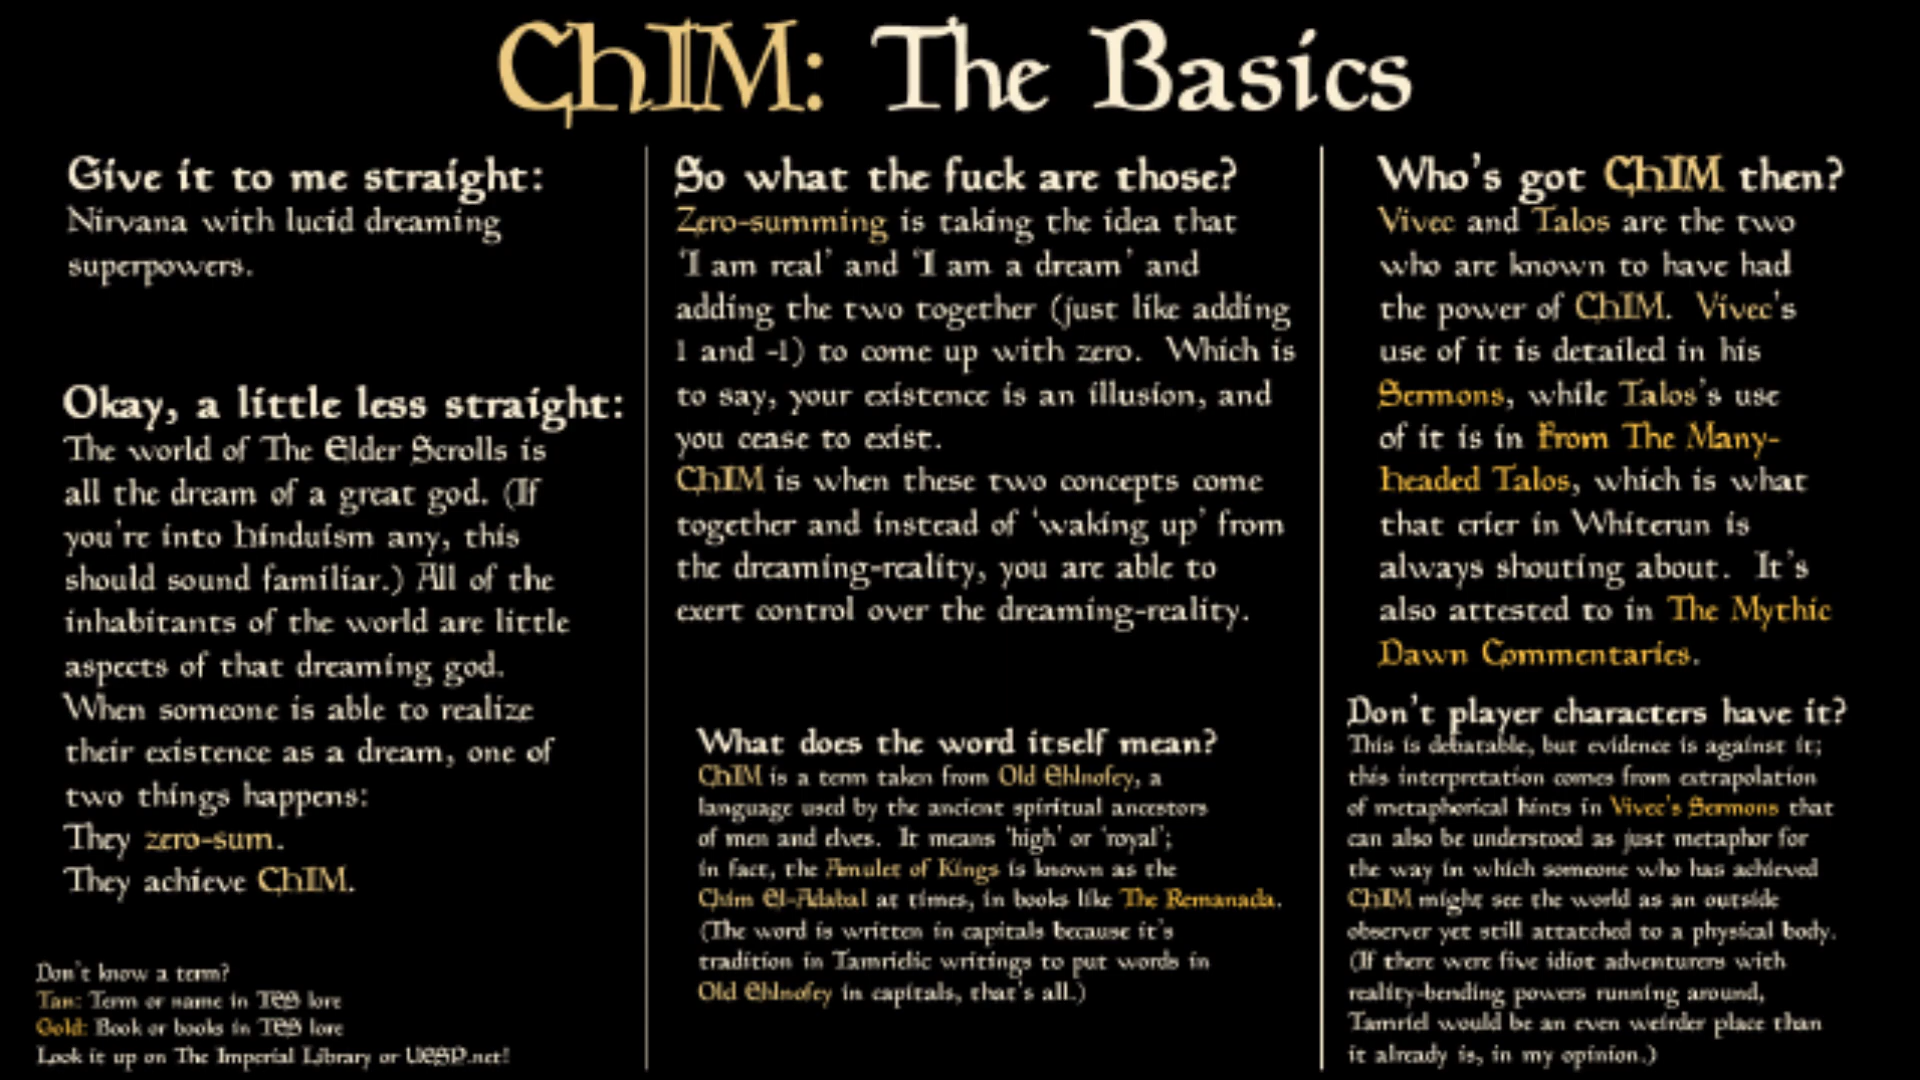 ChIM: The Basics
Give it to me straight:
Nirvana with lucid dreaming
superpowers.
Okay, a little less straight:
The world of The Elder Scrolls is
all the dream of a great god. (If
you're into Hinduism any, this
should sound familiar.) All of the
inhabitants of the world are little
aspects of that dreaming god.
When someone is able to realize
their existence as a dream, one of
two things happens:
They zero-sum.
They achieve ChIM.
Don't know a term?
Tan: Term or name in TES lore
Gold: Book or books in TES lore
Look it up on The Imperial Library or UESP.net!
So what the fuck are those?
Zero-summing is taking the idea that
'I am real' and 'I am a dream' and
adding the two together (just like adding
1 and -1) to come up with zero. Which is
to say, your existence is an illusion, and
you cease to exist.
ChIM is when these two concepts come
together and instead of 'waking up' from
the dreaming-reality, you are able to
exert control over the dreaming-reality.
What does the word itself mean?
ChIM is a term taken from Old Ehlnofey, a
language used by the ancient spiritual ancestors
of men and elves. It means 'high' or 'royal';
in fact, the Amulet of Kings is known as the
Chim El-Adabal at times, in books like The Remanada.
(The word is written in capitals because it's
tradition in Tamrielic writings to put words in
Old Ehlnofey in capitals, that's all.)
Who's got ChIM then?
Vivec and Talos are the two
who are known to have had
the power of ChIM. Vivec's
use of it is detailed in his
Sermons, while Talos's use
of it is in From The Many-
Headed Talos, which is what
that crier in Whiterun is
always shouting about. It's
also attested to in The Mythic
Dawn Commentaries.
Don't player characters have it?
This is debatable, but evidence is against it;
this interpretation comes from extrapolation
of metaphorical hints in Vivec's Sermons that
can also be understood as just metaphor for
the way in which someone who has achieved
ChIM might see the world as an outside
observer yet still attatched to a physical body.
(If there were five idiot adventurers with
reality-bending powers running around,
Tamriel would be an even weirder place than
it already is, in my opinion.)